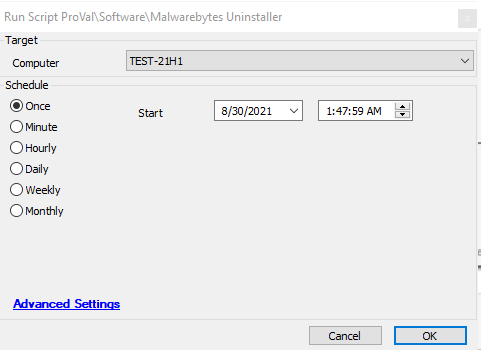 Run Script ProVal\Software\Malwarebytes Uninstaller
Target
Computer TEST-21H1
Schedule
Once Start 8/30/2021 1:47:59 AM
Minute
Hourly
Daily
Weekly
Monthly
Advanced Settings
Cancel OK